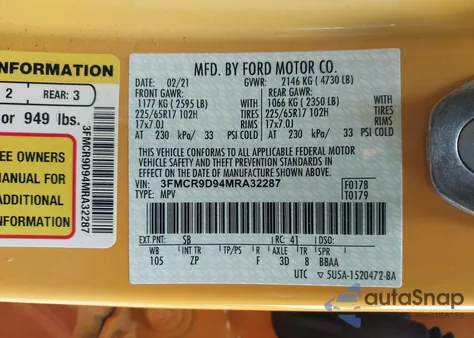 INFORMATION
2 REAR: 3
or 949 lbs.
EE OWNERS
MANUAL FOR
ADDITIONAL
INFORMATION
3FMCR9D94MRA32287
MFD. BY FORD MOTOR CO.
02/21 GVWR: 2146 KG ( 4730 LB)
FRONT GAWR: REAR GAWR:
1177 KG ( 2595 LB) 1066 KG ( 2350 LB)
225/65R17 102H TIRES 225/65R17 102H TIRES
17x7.0J RIMS 17x7.0J RIMS
AT 230 kPa/ 33 PSI COLD AT 230 kPa/ 33 PSI COLD
THIS VEHICLE CONFORMS TO ALL APPLICABLE FEDERAL MOTOR
VEHICLE SAFETY BUMPER, AND THEFT PREVENTION STANDARDS IN
EFFECT ON THE DATE OF MANUFACTURE SHOWN ABOVE.
VIN: 3FMCR9D94MRA32287 F0178
TYPE: MPV T0179
EXT PNT: SB RC: 41 DSO:
WB INT TR TP/PS R AXLE TR SPR
105 ZP F 3D 8 BBAA
UTC 5U5A-1520472-BA
autoSnap